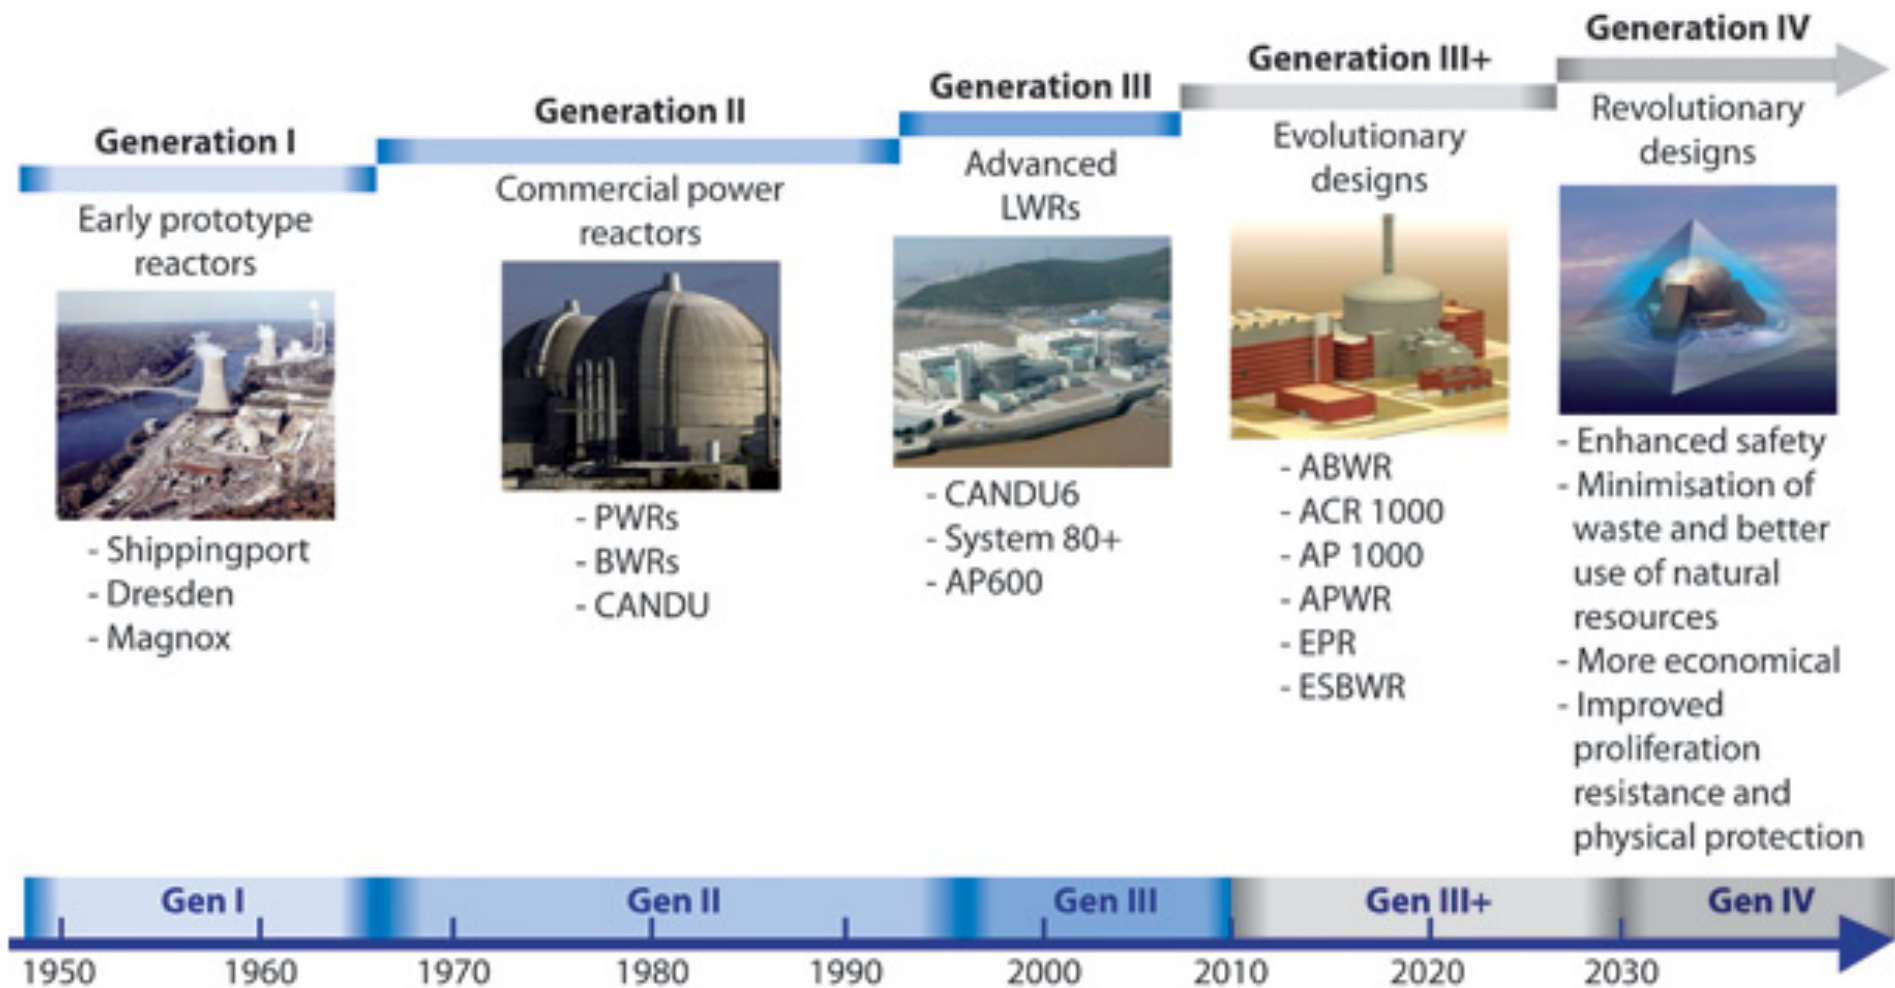 Generation I
Early prototype
reactors
- Shippingport
- Dresden
- Magnox
Generation II
Commercial power
reactors
- PWRs
- BWRs
- CANDU
Generation III
Advanced
LWRs
- CANDU6
- System 80+
- AP600
Generation III+
Evolutionary
designs
- ABWR
- ACR 1000
- AP 1000
- APWR
- EPR
- ESBWR
Generation IV
Revolutionary
designs
- Enhanced safety
- Minimisation of
waste and better
use of natural
resources
- More economical
- Improved
proliferation
resistance and
physical protection
Gen I Gen II Gen III Gen III+ Gen IV
1950 1960 1970 1980 1990 2000 2010 2020 2030